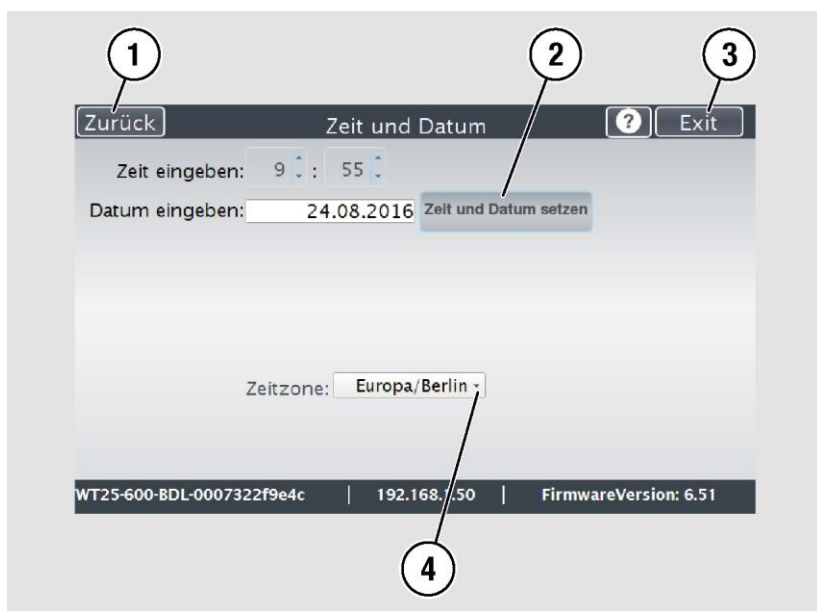 1 2 3
Zurück Zeit und Datum ? Exit
Zeit eingeben: 9 : 55
Datum eingeben: 24.08.2016 Zeit und Datum setzen
Zeitzone: Europa/Berlin
WT25-600-BDL-0007322f9e4c | | FirmwareVersion: 6.51
4